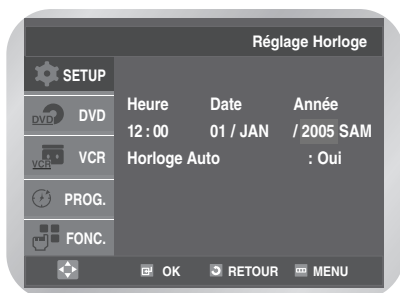 Réglage Horloge
SETUP
DVD DVD
VCR VCR
PROG.
FONC.
Heure Date Année
12 : 00 01 / JAN / 2005 SAM
Horloge Auto : Oui
OK RETOUR MENU